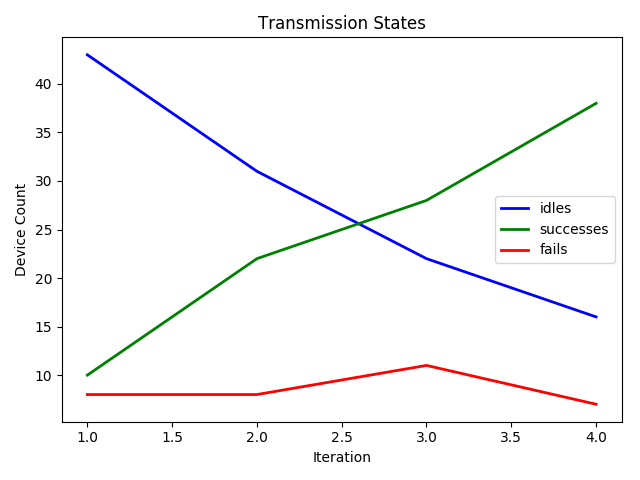 Transmission States
Device Count
40
35
30
25
20
15
10
idles
successes
fails
1.0 1.5 2.0 2.5 3.0 3.5 4.0
Iteration